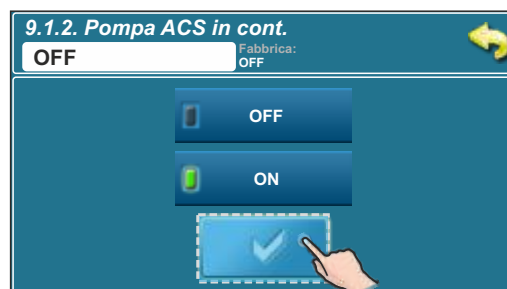 9.1.2. Pompa ACS in cont.
OFF
Fabbrica:
OFF
OFF
ON